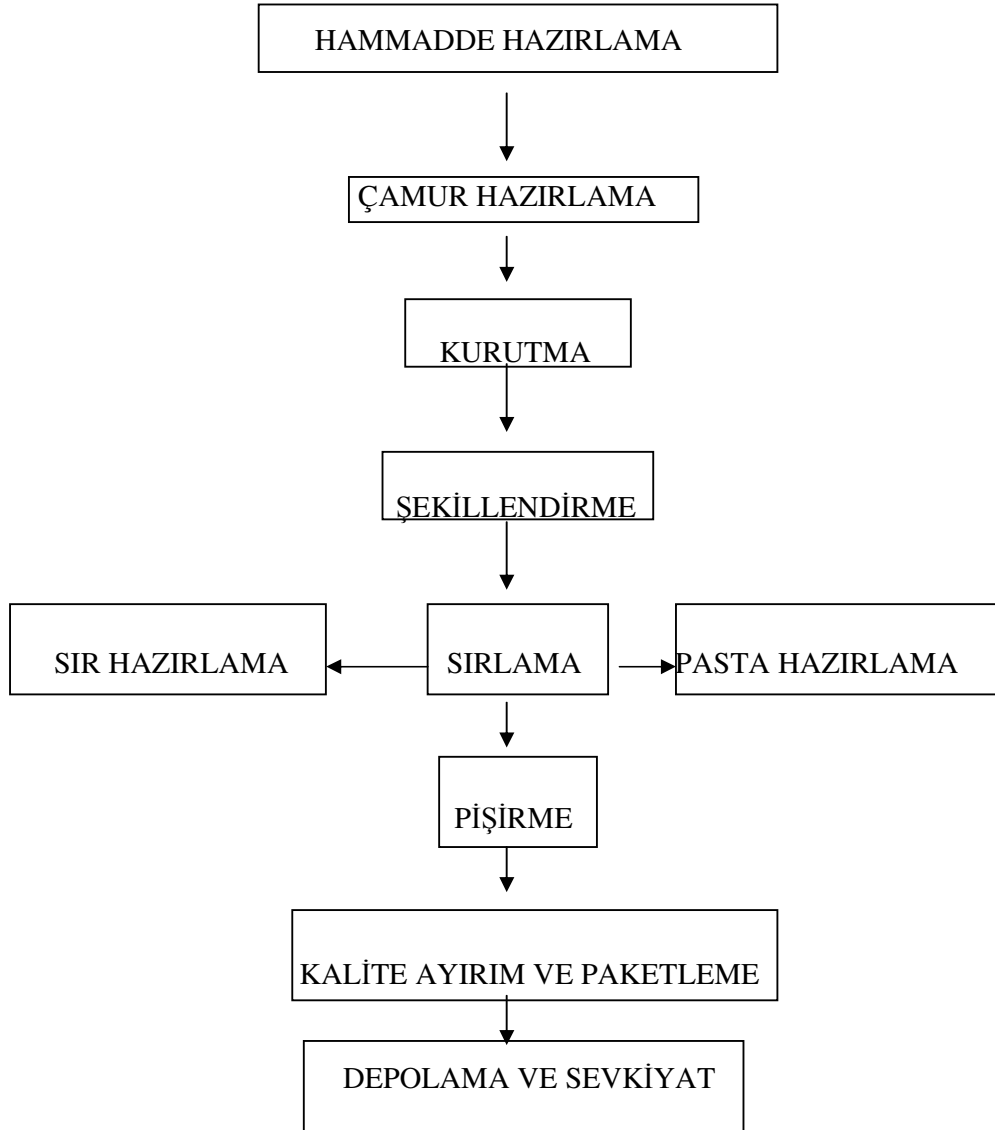 HAMMADDE HAZIRLAMA
ÇAMUR HAZIRLAMA
KURUTMA
ŞEKİLLENDİRME
SIR HAZIRLAMA
SIRLAMA
PASTA HAZIRLAMA
PİŞİRME
KALİTE AYIRIM VE PAKETLEME
DEPOLAMA VE SEVKİYAT